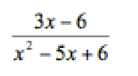 3x − 6
x² − 5x + 6